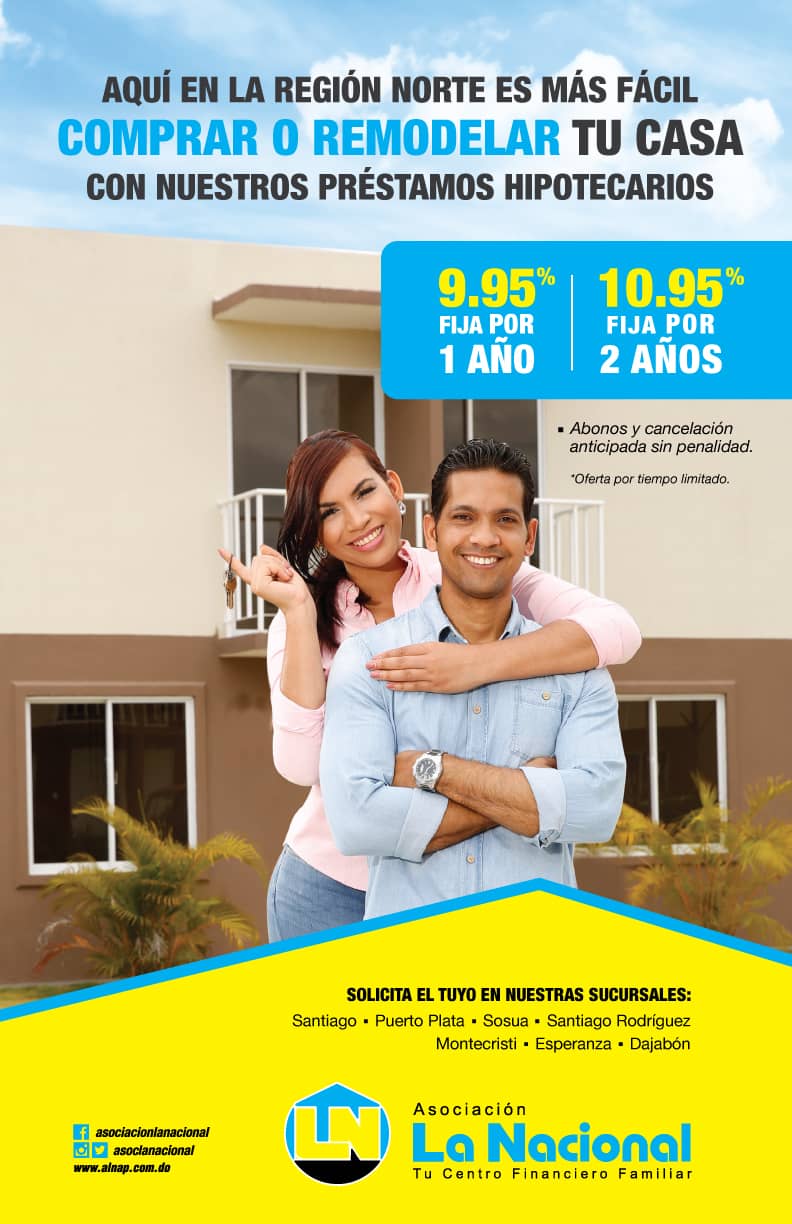 AQUÍ EN LA REGIÓN NORTE ES MÁS FÁCIL
COMPRAR O REMODELAR TU CASA
CON NUESTROS PRÉSTAMOS HIPOTECARIOS
9.95%
FIJA POR
1 AÑO
10.95%
FIJA POR
2 AÑOS
▪ Abonos y cancelación
anticipada sin penalidad.
*Oferta por tiempo limitado.
SOLICITA EL TUYO EN NUESTRAS SUCURSALES:
Santiago ▪ Puerto Plata ▪ Sosua ▪ Santiago Rodríguez
Montecristi ▪ Esperanza ▪ Dajabón
asociacionlanacional
asoclanacional
www.alnap.com.do
LN
Asociación
La Nacional
Tu Centro Financiero Familiar